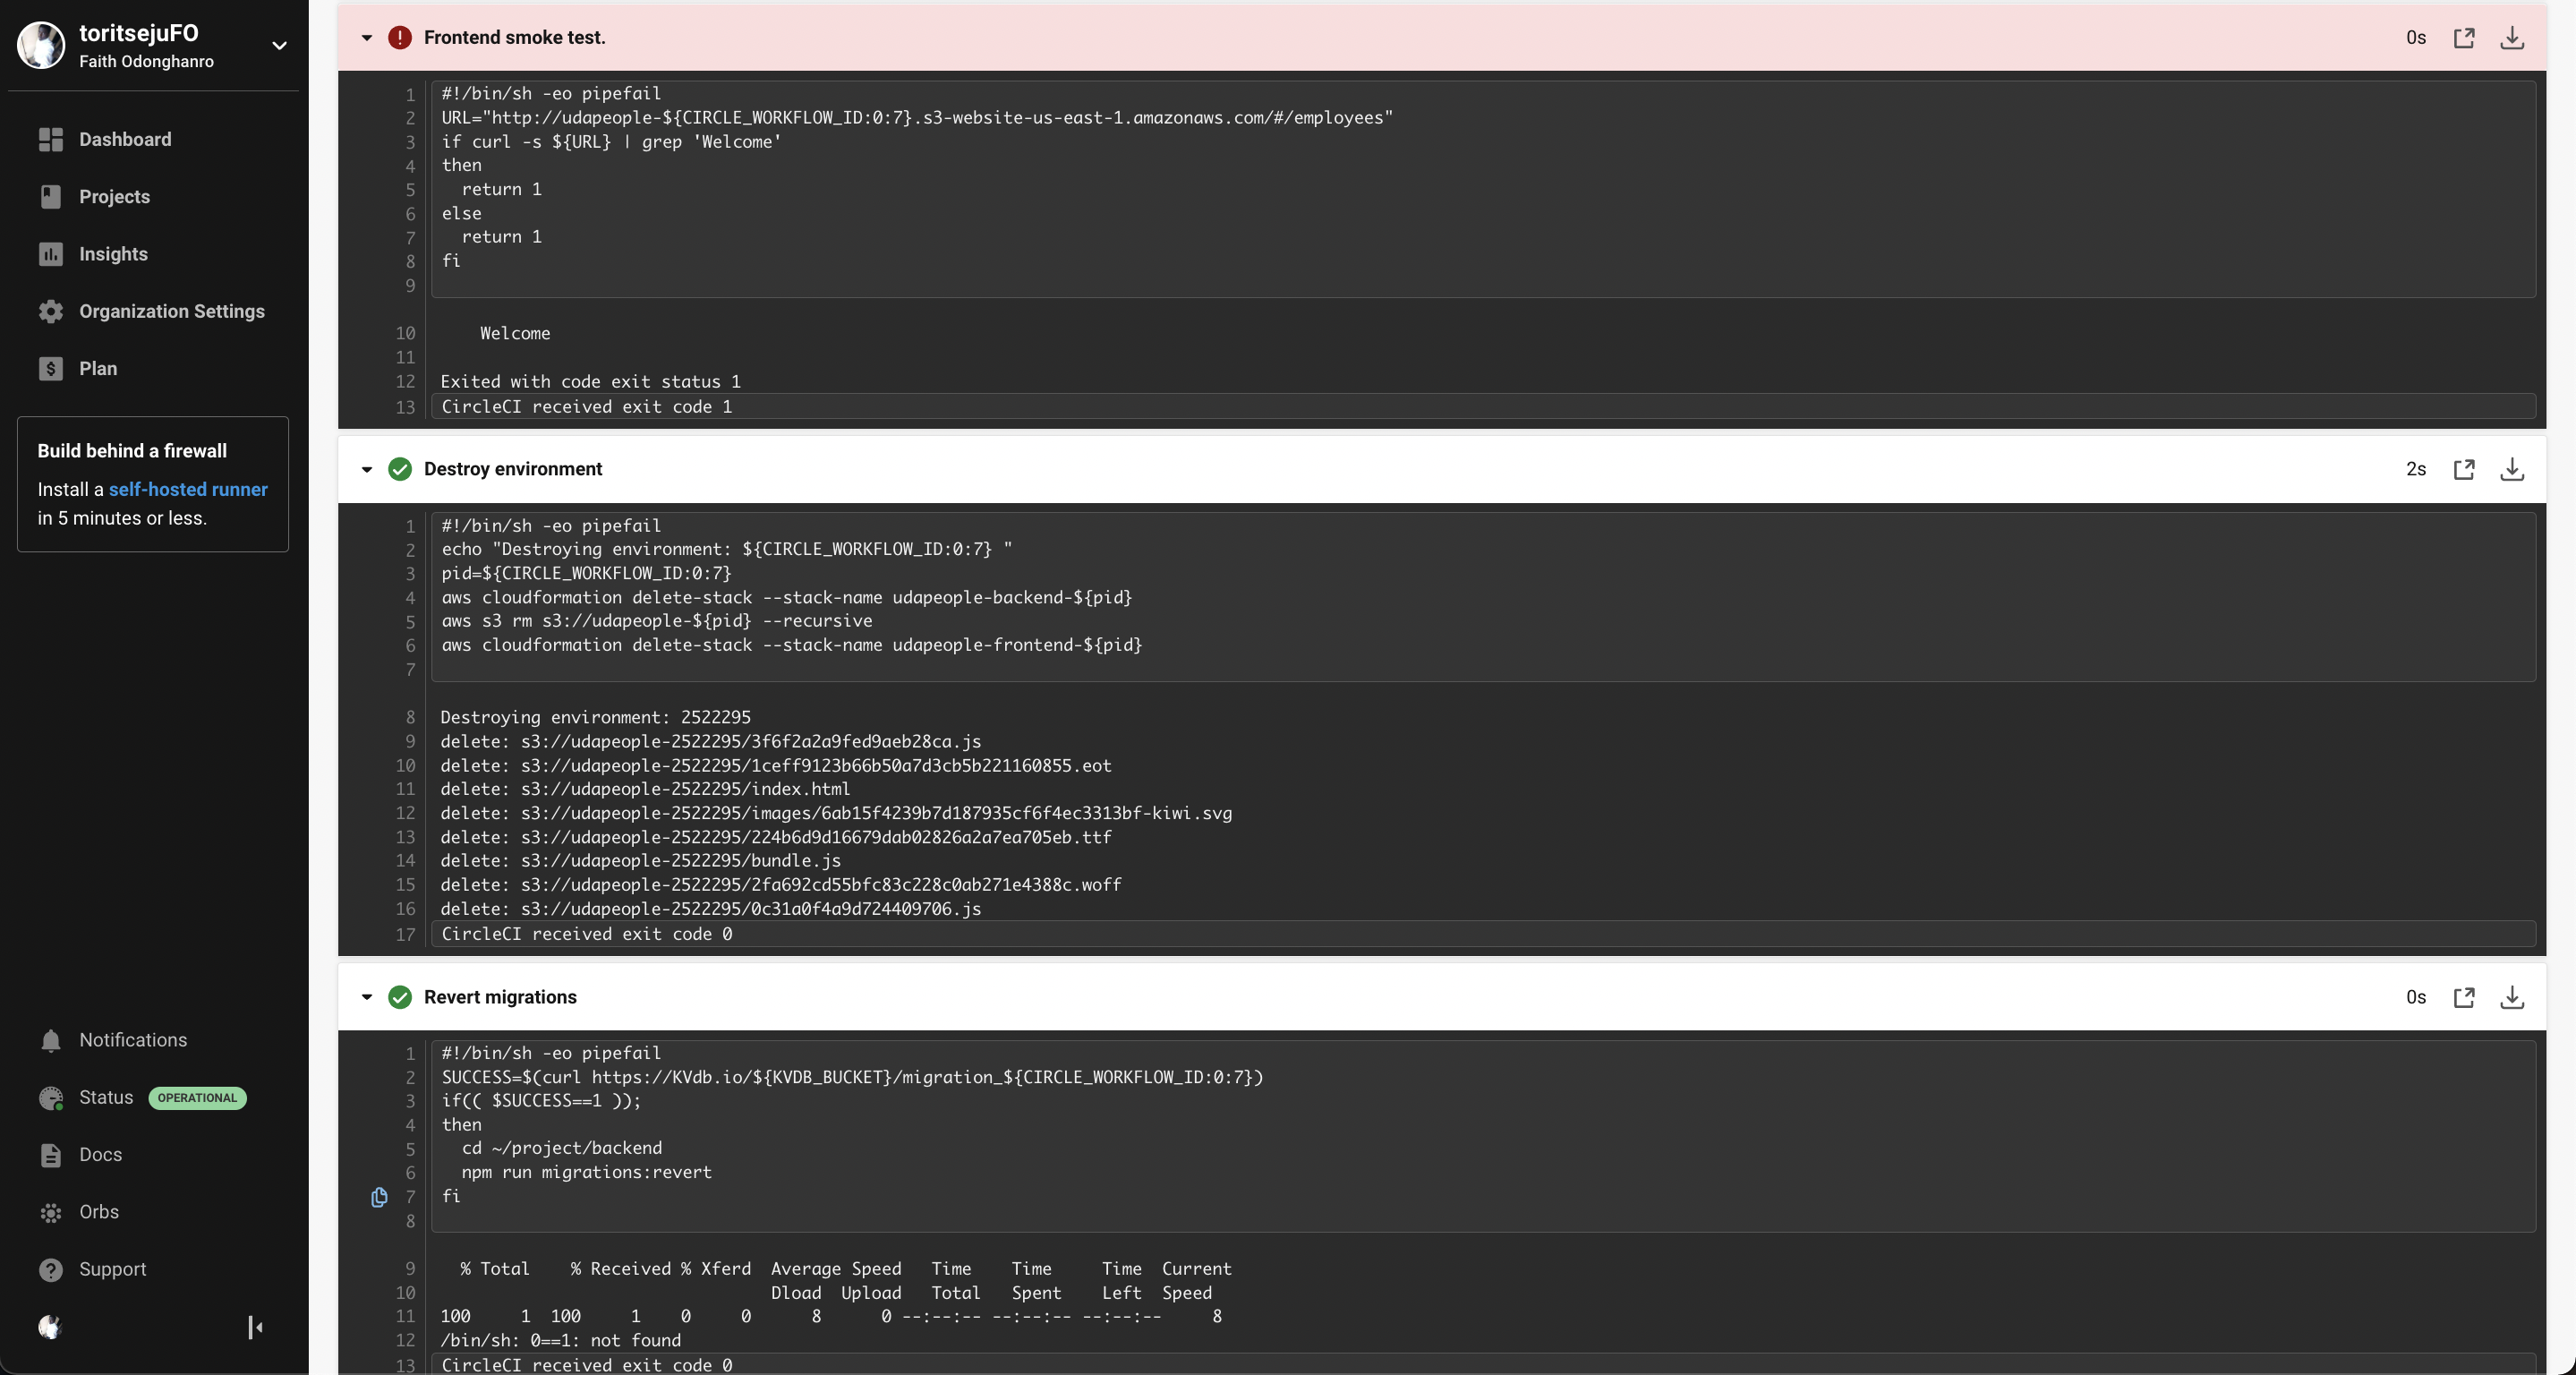 toritsejuFO
Faith Odonghanro
Dashboard
Projects
Insights
Organization Settings
Plan
Build behind a firewall
Install a self-hosted runner
in 5 minutes or less.
Notifications
Status OPERATIONAL
Docs
Orbs
Support
Frontend smoke test. 0s
1 #!/bin/sh -eo pipefail
2 URL="http://udapeople-${CIRCLE_WORKFLOW_ID:0:7}.s3-website-us-east-1.amazonaws.com/#/employees"
3 if curl -s ${URL} | grep 'Welcome'
4 then
5   return 1
6 else
7   return 1
8 fi
9
10     Welcome
11
12 Exited with code exit status 1
13 CircleCI received exit code 1
Destroy environment 2s
1 #!/bin/sh -eo pipefail
2 echo "Destroying environment: ${CIRCLE_WORKFLOW_ID:0:7} "
3 pid=${CIRCLE_WORKFLOW_ID:0:7}
4 aws cloudformation delete-stack --stack-name udapeople-backend-${pid}
5 aws s3 rm s3://udapeople-${pid} --recursive
6 aws cloudformation delete-stack --stack-name udapeople-frontend-${pid}
7
8 Destroying environment: 2522295
9 delete: s3://udapeople-2522295/3f6f2a2a9fed9aeb28ca.js
10 delete: s3://udapeople-2522295/1ceff9123b66b50a7d3cb5b221160855.eot
11 delete: s3://udapeople-2522295/index.html
12 delete: s3://udapeople-2522295/images/6ab15f4239b7d187935cf6f4ec3313bf-kiwi.svg
13 delete: s3://udapeople-2522295/224b6d9d16679dab02826a2a7ea705eb.ttf
14 delete: s3://udapeople-2522295/bundle.js
15 delete: s3://udapeople-2522295/2fa692cd55bfc83c228c0ab271e4388c.woff
16 delete: s3://udapeople-2522295/0c31a0f4a9d724409706.js
17 CircleCI received exit code 0
Revert migrations 0s
1 #!/bin/sh -eo pipefail
2 SUCCESS=$(curl https://KVdb.io/${KVDB_BUCKET}/migration_${CIRCLE_WORKFLOW_ID:0:7})
3 if(( $SUCCESS==1 ));
4 then
5   cd ~/project/backend
6   npm run migrations:revert
7 fi
8
9   % Total    % Received % Xferd  Average Speed   Time    Time     Time  Current
10                                  Dload  Upload   Total   Spent    Left  Speed
11 100     1  100     1    0     0      8      0 --:--:-- --:--:-- --:--:--     8
12 /bin/sh: 0==1: not found
13 CircleCI received exit code 0